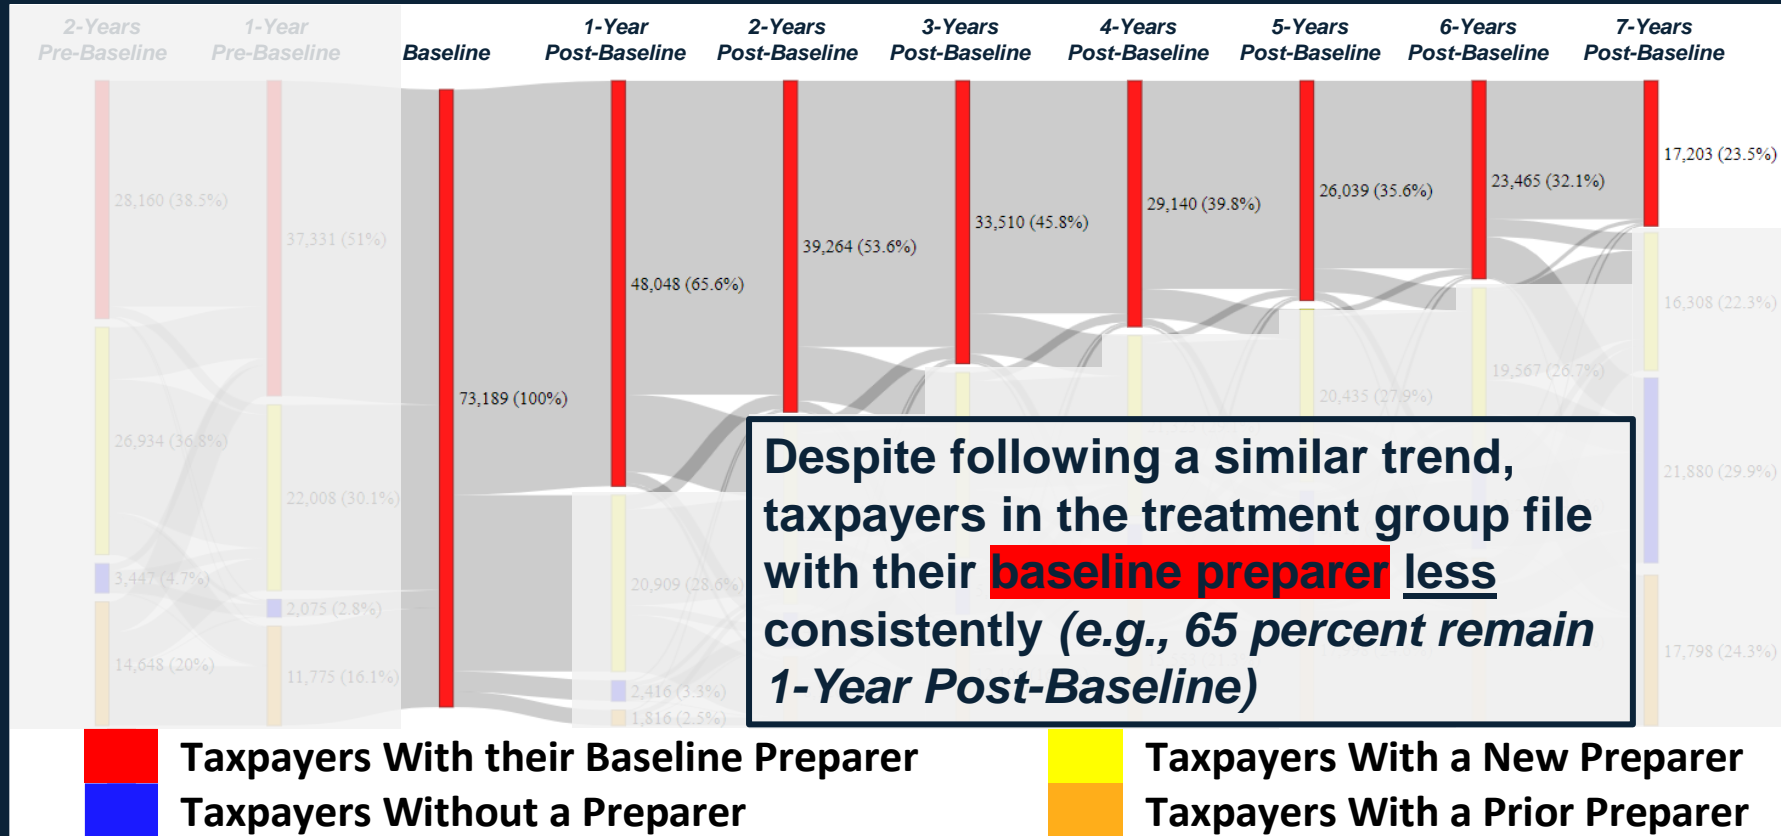 2-Years
Pre-Baseline
1-Year
Pre-Baseline
Baseline
1-Year
Post-Baseline
2-Years
Post-Baseline
3-Years
Post-Baseline
4-Years
Post-Baseline
5-Years
Post-Baseline
6-Years
Post-Baseline
7-Years
Post-Baseline
28,160 (38.5%)
26,934 (36.8%)
3,447 (4.7%)
14,648 (20%)
37,331 (51%)
22,008 (30.1%)
2,075 (2.8%)
11,775 (16.1%)
73,189 (100%)
48,048 (65.6%)
20,909 (28.6%)
2,416 (3.3%)
1,816 (2.5%)
39,264 (53.6%)
33,510 (45.8%)
29,140 (39.8%)
26,039 (35.6%)
20,435 (27.9%)
23,465 (32.1%)
19,567 (26.7%)
17,203 (23.5%)
16,308 (22.3%)
21,880 (29.9%)
17,798 (24.3%)
Despite following a similar trend,
taxpayers in the treatment group file
with their baseline preparer less
consistently (e.g., 65 percent remain
1-Year Post-Baseline)
Taxpayers With their Baseline Preparer
Taxpayers With a New Preparer
Taxpayers Without a Preparer
Taxpayers With a Prior Preparer